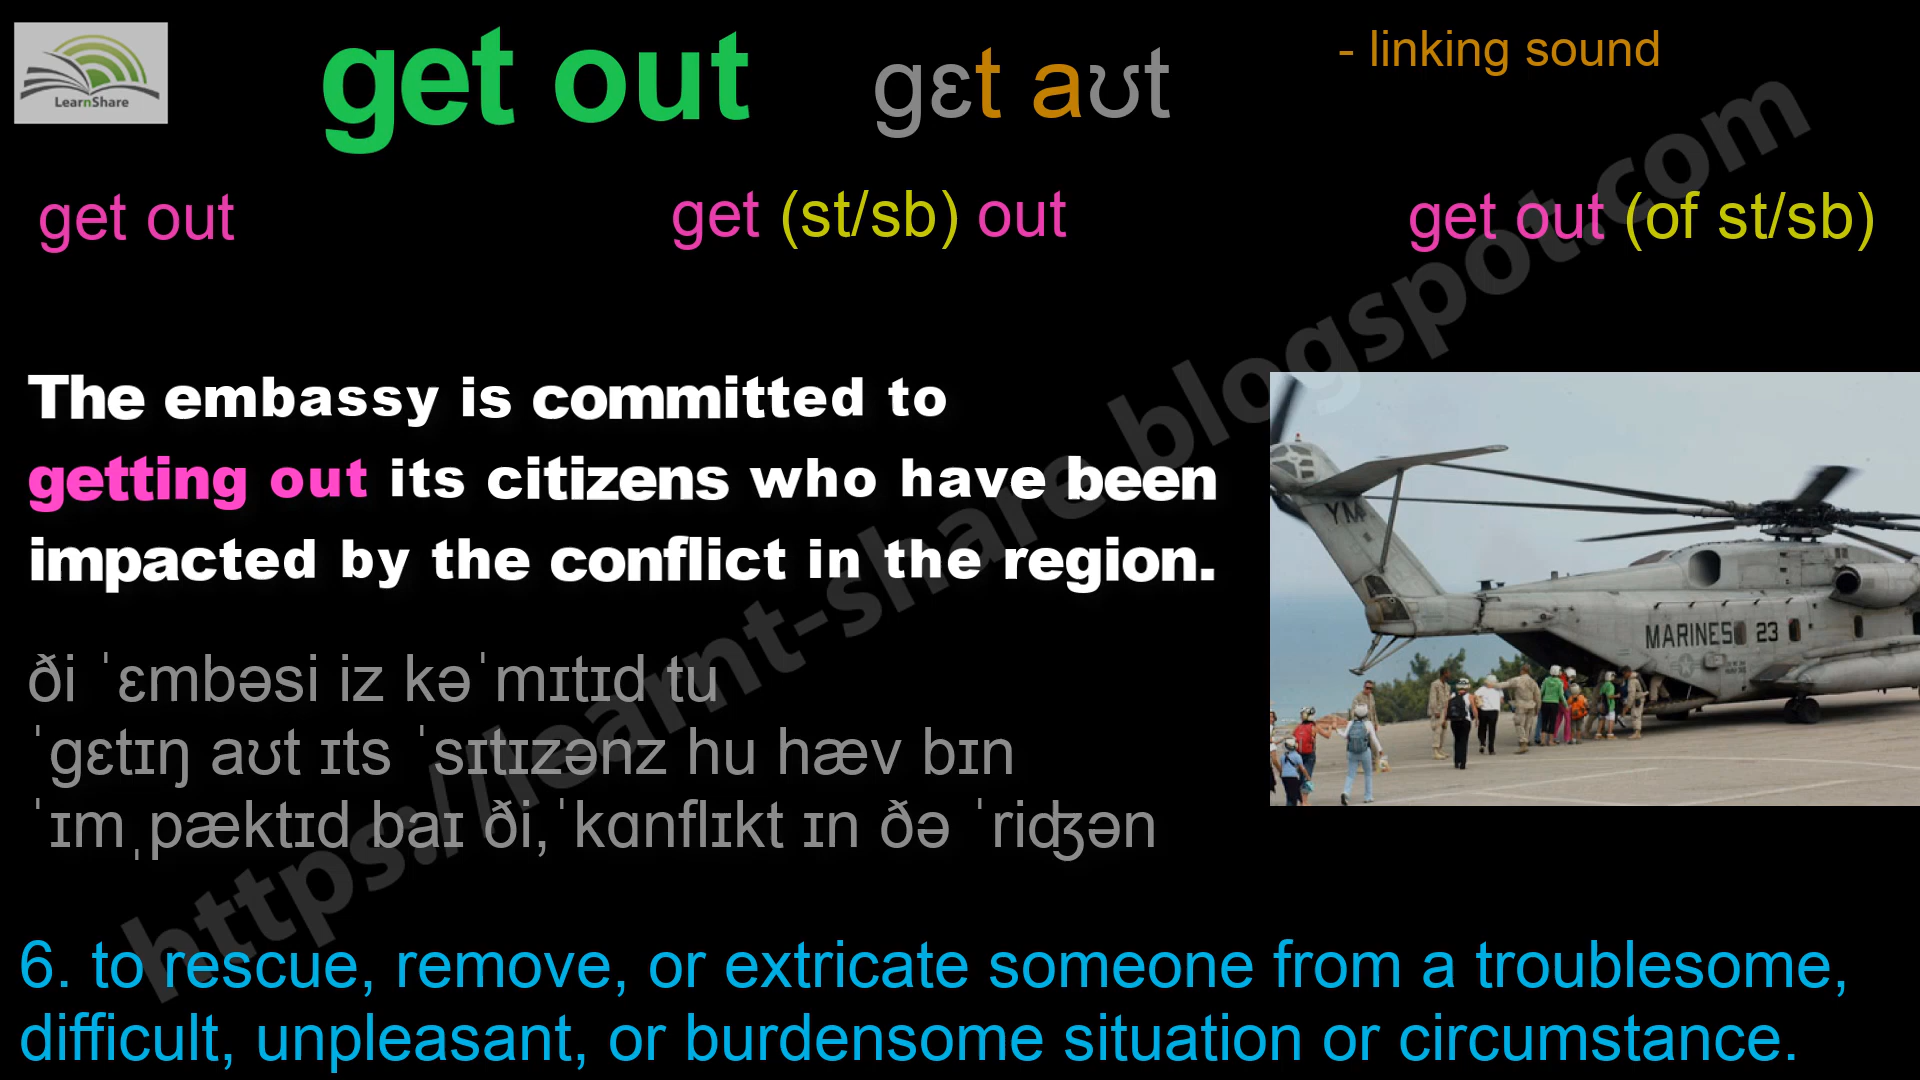 LearnShare
get out gɛt aʊt - linking sound
get out get (st/sb) out get out (of st/sb)
The embassy is committed to
getting out its citizens who have been
impacted by the conflict in the region.
YM
MARINES 23
ði ˈɛmbəsi iz kəˈmɪtɪd tu
ˈgɛtɪŋ aʊt ɪts ˈsɪtɪzənz hu hæv bɪn
ˈɪmˌpæktɪd baɪ ði,ˈkɑnflɪkt ɪn ðə ˈriʤən
6. to rescue, remove, or extricate someone from a troublesome,
difficult, unpleasant, or burdensome situation or circumstance.
https://learnt-share.blogspot.com